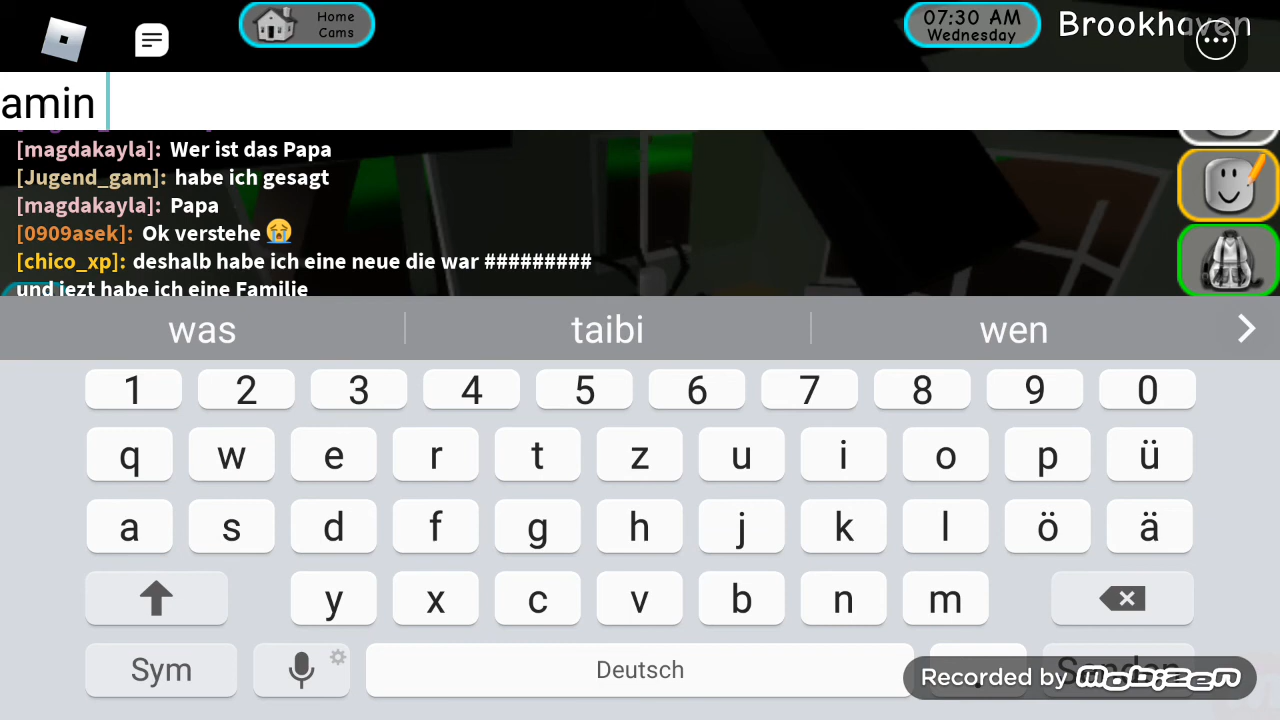 Home
Cams
07:30 AM
Wednesday
Brookhaven
amin
[magdakayla]: Wer ist das Papa
[Jugend_gam]: habe ich gesagt
[magdakayla]: Papa
[0909asek]: Ok verstehe 😭
[chico_xp]: deshalb habe ich eine neue die war #########
und jezt habe ich eine Familie
was taibi wen
1 2 3 4 5 6 7 8 9 0
q w e r t z u i o p ü
a s d f g h j k l ö ä
y x c v b n m
Sym Deutsch Senden
Recorded by mobizen